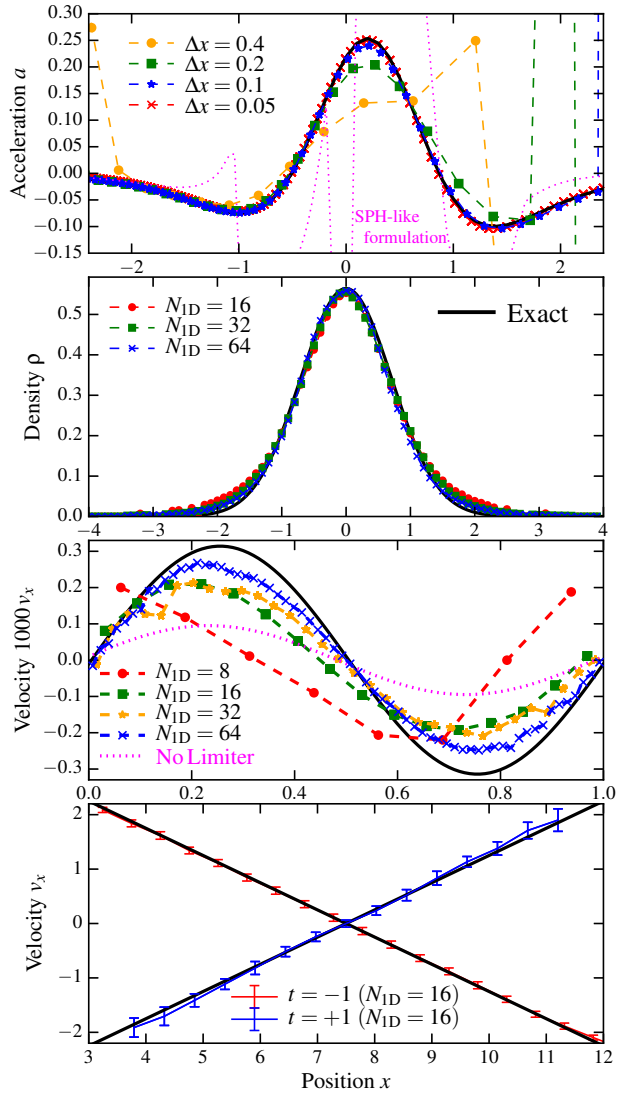 0.30
0.25
0.20
0.15
0.10
0.05
0.00
−0.05
−0.10
−0.15
Acceleration a
Δx = 0.4
Δx = 0.2
Δx = 0.1
Δx = 0.05
SPH-like
formulation
−2 −1 0 1 2
0.5
0.4
0.3
0.2
0.1
0.0
Density ρ
N1D = 16
N1D = 32
N1D = 64
Exact
−4 −3 −2 −1 0 1 2 3 4
0.3
0.2
0.1
0.0
−0.1
−0.2
−0.3
Velocity 1000 vx
N1D = 8
N1D = 16
N1D = 32
N1D = 64
No Limiter
0.0 0.2 0.4 0.6 0.8 1.0
2
1
0
−1
−2
Velocity vx
t = −1 (N1D = 16)
t = +1 (N1D = 16)
3 4 5 6 7 8 9 10 11 12
Position x